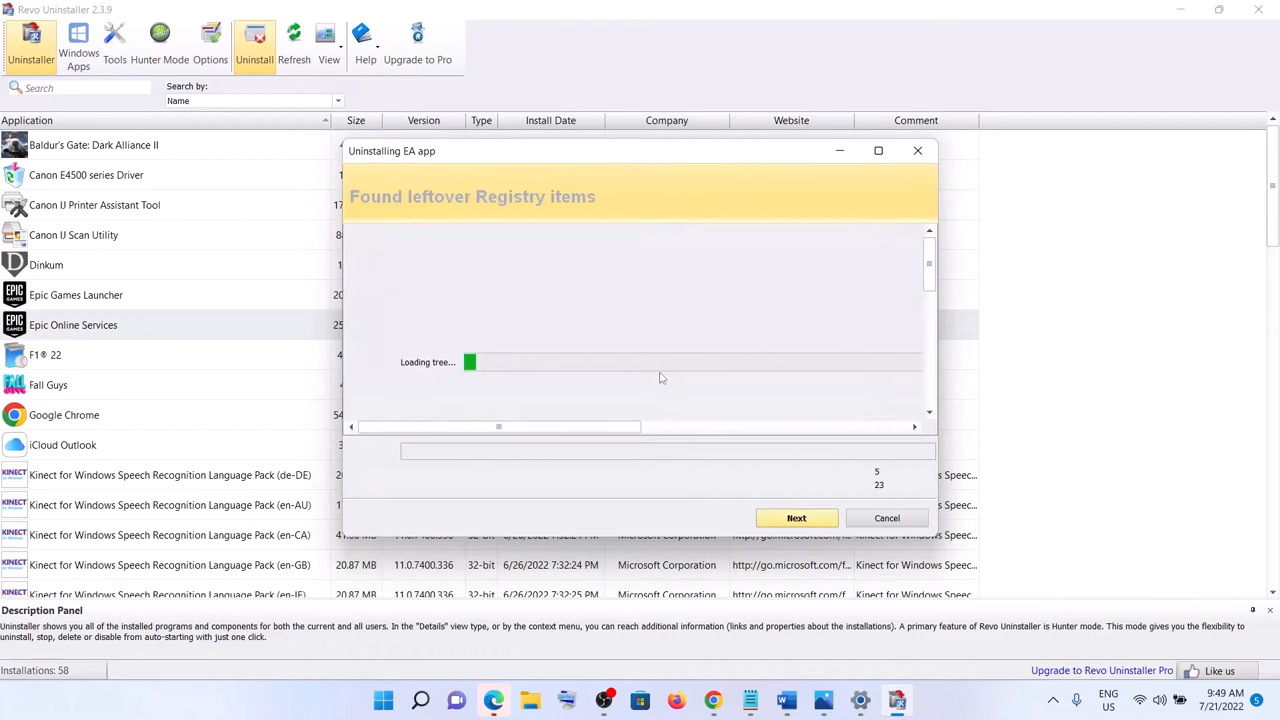 Revo Uninstaller 2.3.9
Uninstaller
Windows Apps
Tools
Hunter Mode
Options
Uninstall
Refresh
View
Help
Upgrade to Pro
Search
Search by:
Name
Application Size Version Type Install Date Company Website Comment
Baldur's Gate: Dark Alliance II
Canon E4500 series Driver
Canon IJ Printer Assistant Tool
Canon IJ Scan Utility
Dinkum
Epic Games Launcher
Epic Online Services
F1® 22
Fall Guys
Google Chrome
iCloud Outlook
Kinect for Windows Speech Recognition Language Pack (de-DE)
Kinect for Windows Speech Recognition Language Pack (en-AU)
Kinect for Windows Speech Recognition Language Pack (en-CA)
Kinect for Windows Speech Recognition Language Pack (en-GB) 20.87 MB 11.0.7400.336 32-bit 6/26/2022 7:32:24 PM Microsoft Corporation http://go.microsoft.com/f... Kinect for Windows Speec...
Kinect for Windows Speech Recognition Language Pack (en-IE) 20.87 MB 11.0.7400.336 32-bit 6/26/2022 7:32:25 PM Microsoft Corporation http://go.microsoft.com/f... Kinect for Windows Speec...
Uninstalling EA app
Found leftover Registry items
Loading tree...
5
23
Next
Cancel
Description Panel
Uninstaller shows you all of the installed programs and components for both the current and all users. In the "Details" view type, or by the context menu, you can reach additional information (links and properties about the installations). A primary feature of Revo Uninstaller is Hunter mode. This mode gives you the flexibility to
uninstall, stop, delete or disable from auto-starting with just one click.
Installations: 58
Upgrade to Revo Uninstaller Pro
Like us
ENG
US
9:49 AM
7/21/2022
5